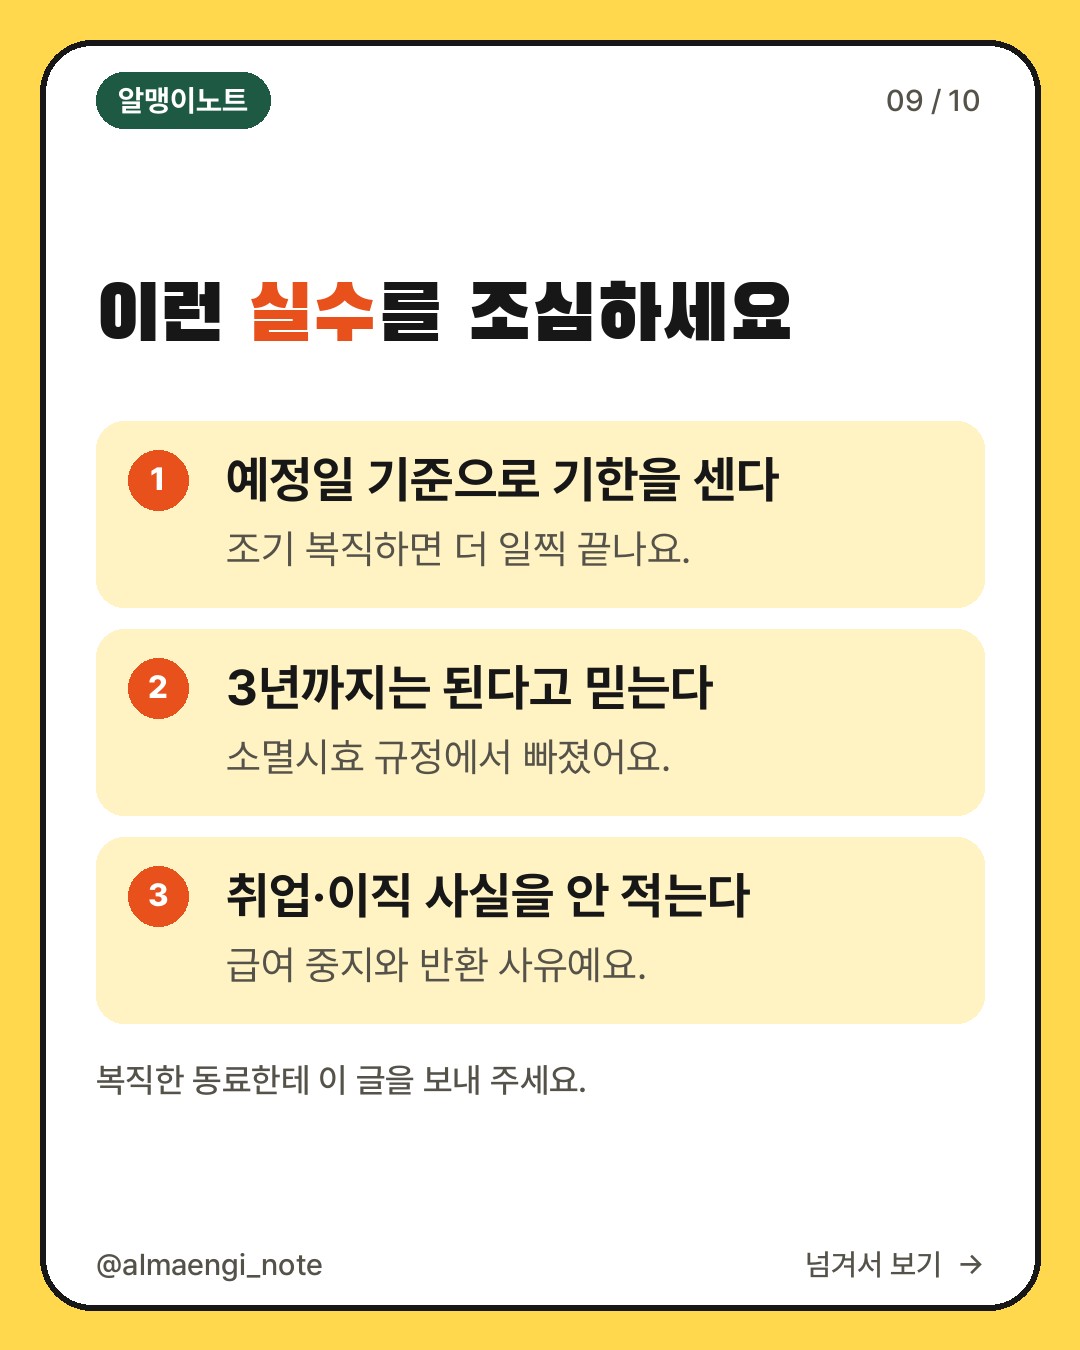 알맹이노트
09 / 10
이런 실수를 조심하세요
1 예정일 기준으로 기한을 센다
조기 복직하면 더 일찍 끝나요.
2 3년까지는 된다고 믿는다
소멸시효 규정에서 빠졌어요.
3 취업·이직 사실을 안 적는다
급여 중지와 반환 사유예요.
복직한 동료한테 이 글을 보내 주세요.
@almaengi_note
넘겨서 보기 →